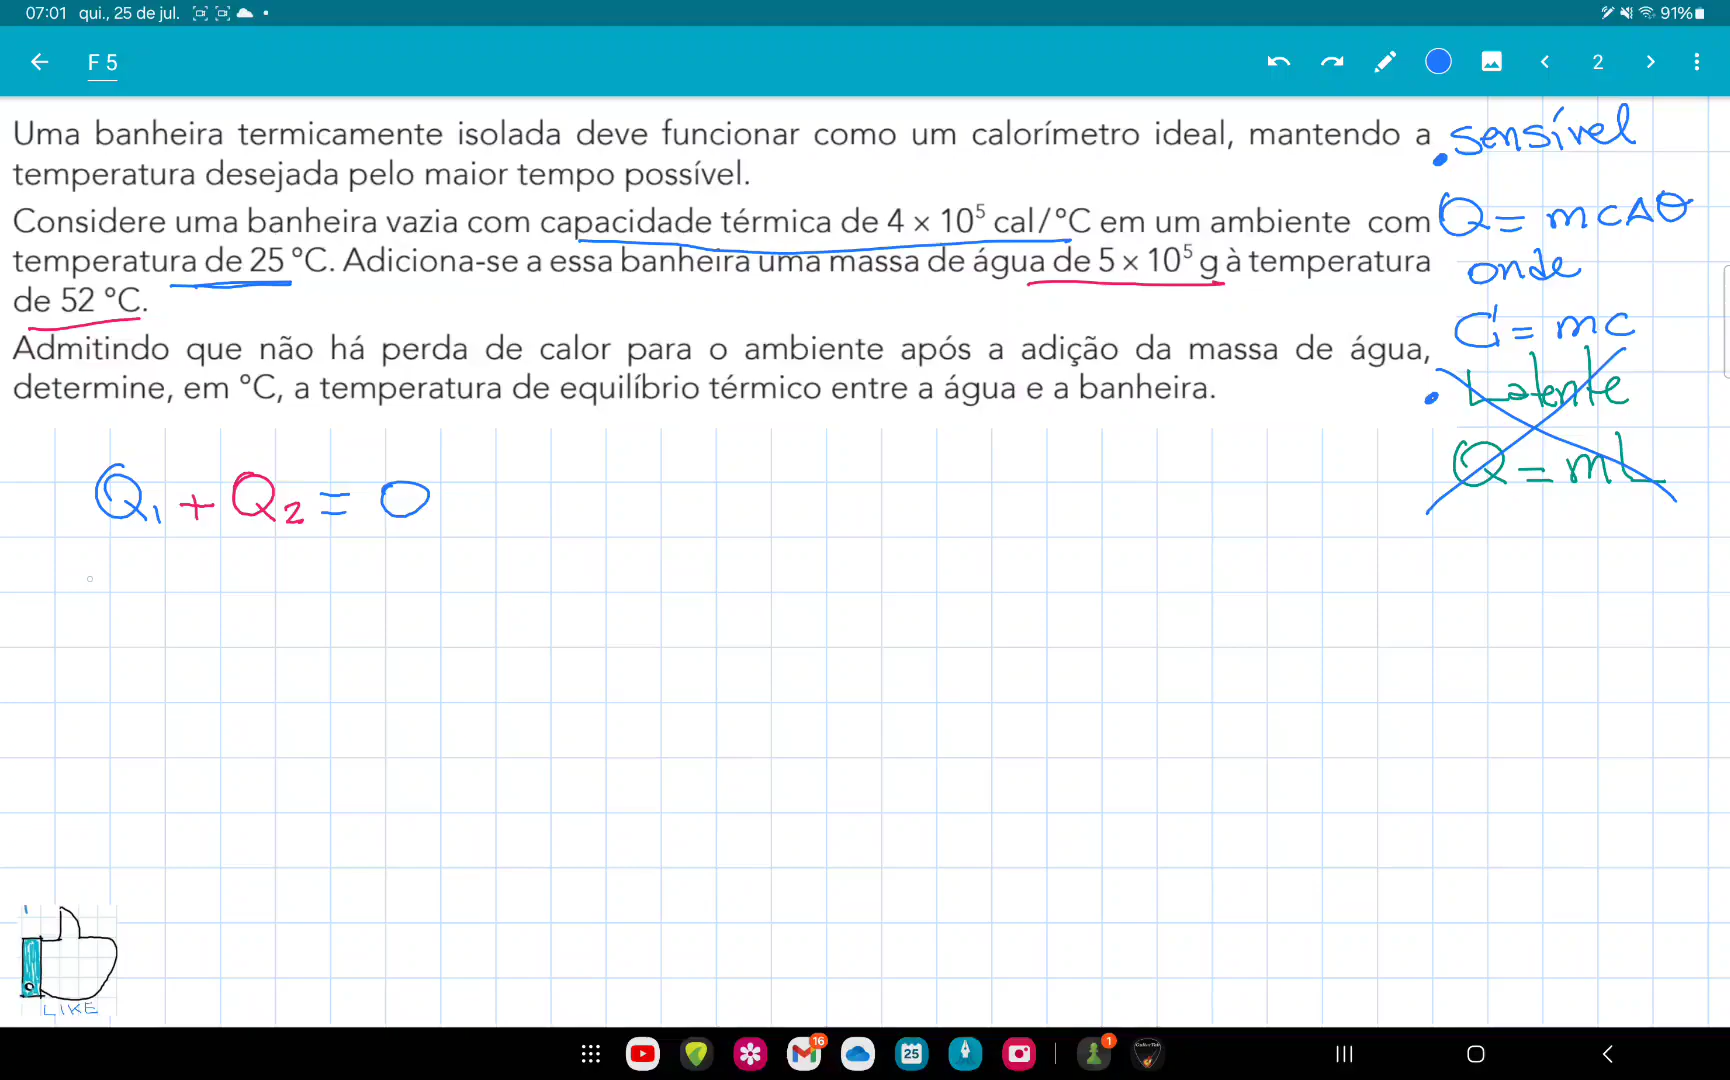 07:01 qui., 25 de jul.
91%
F 5
2
Uma banheira termicamente isolada deve funcionar como um calorímetro ideal, mantendo a
temperatura desejada pelo maior tempo possível.
Considere uma banheira vazia com capacidade térmica de 4 × 10⁵ cal/°C em um ambiente com
temperatura de 25 °C. Adiciona-se a essa banheira uma massa de água de 5 × 10⁵ g à temperatura
de 52 °C.
Admitindo que não há perda de calor para o ambiente após a adição da massa de água,
determine, em °C, a temperatura de equilíbrio térmico entre a água e a banheira.
• Sensível
Q = mcΔθ
onde
C = mc
• Latente
Q = mL
Q₁ + Q₂ = 0
LIKE
16
25
1